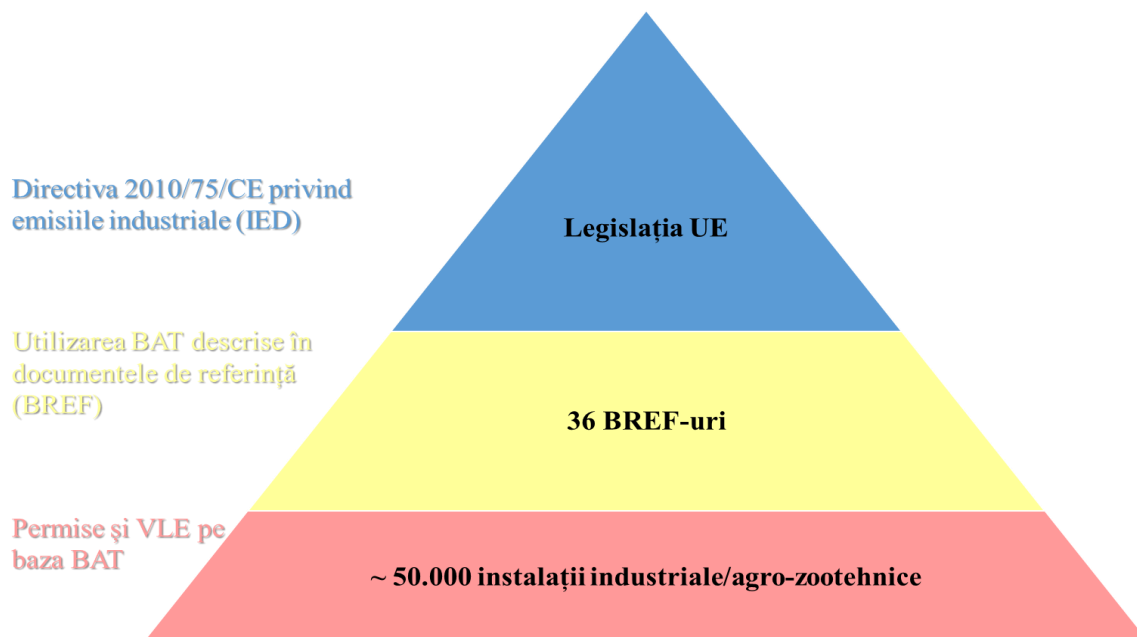 Directiva 2010/75/CE privind
emisiile industriale (IED)
Legislația UE
Utilizarea BAT descrise în
documentele de referință
(BREF)
36 BREF-uri
Permise și VLE pe
baza BAT
~ 50.000 instalații industriale/agro-zootehnice